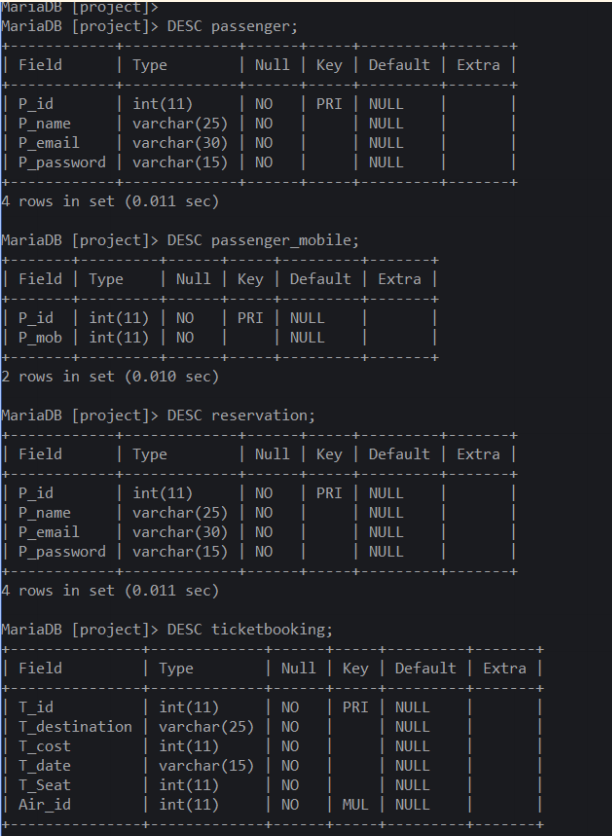 MariaDB [project]>
MariaDB [project]> DESC passenger;
+------------+-------------+------+-----+---------+-------+
| Field      | Type        | Null | Key | Default | Extra |
+------------+-------------+------+-----+---------+-------+
| P_id       | int(11)     | NO   | PRI | NULL    |       |
| P_name     | varchar(25) | NO   |     | NULL    |       |
| P_email    | varchar(30) | NO   |     | NULL    |       |
| P_password | varchar(15) | NO   |     | NULL    |       |
+------------+-------------+------+-----+---------+-------+
4 rows in set (0.011 sec)
MariaDB [project]> DESC passenger_mobile;
+-------+---------+------+-----+---------+-------+
| Field | Type    | Null | Key | Default | Extra |
+-------+---------+------+-----+---------+-------+
| P_id  | int(11) | NO   | PRI | NULL    |       |
| P_mob | int(11) | NO   |     | NULL    |       |
+-------+---------+------+-----+---------+-------+
2 rows in set (0.010 sec)
MariaDB [project]> DESC reservation;
+------------+-------------+------+-----+---------+-------+
| Field      | Type        | Null | Key | Default | Extra |
+------------+-------------+------+-----+---------+-------+
| P_id       | int(11)     | NO   | PRI | NULL    |       |
| P_name     | varchar(25) | NO   |     | NULL    |       |
| P_email    | varchar(30) | NO   |     | NULL    |       |
| P_password | varchar(15) | NO   |     | NULL    |       |
+------------+-------------+------+-----+---------+-------+
4 rows in set (0.011 sec)
MariaDB [project]> DESC ticketbooking;
+---------------+-------------+------+-----+---------+-------+
| Field         | Type        | Null | Key | Default | Extra |
+---------------+-------------+------+-----+---------+-------+
| T_id          | int(11)     | NO   | PRI | NULL    |       |
| T_destination | varchar(25) | NO   |     | NULL    |       |
| T_cost        | int(11)     | NO   |     | NULL    |       |
| T_date        | varchar(15) | NO   |     | NULL    |       |
| T_Seat        | int(11)     | NO   |     | NULL    |       |
| Air_id        | int(11)     | NO   | MUL | NULL    |       |
+---------------+-------------+------+-----+---------+-------+